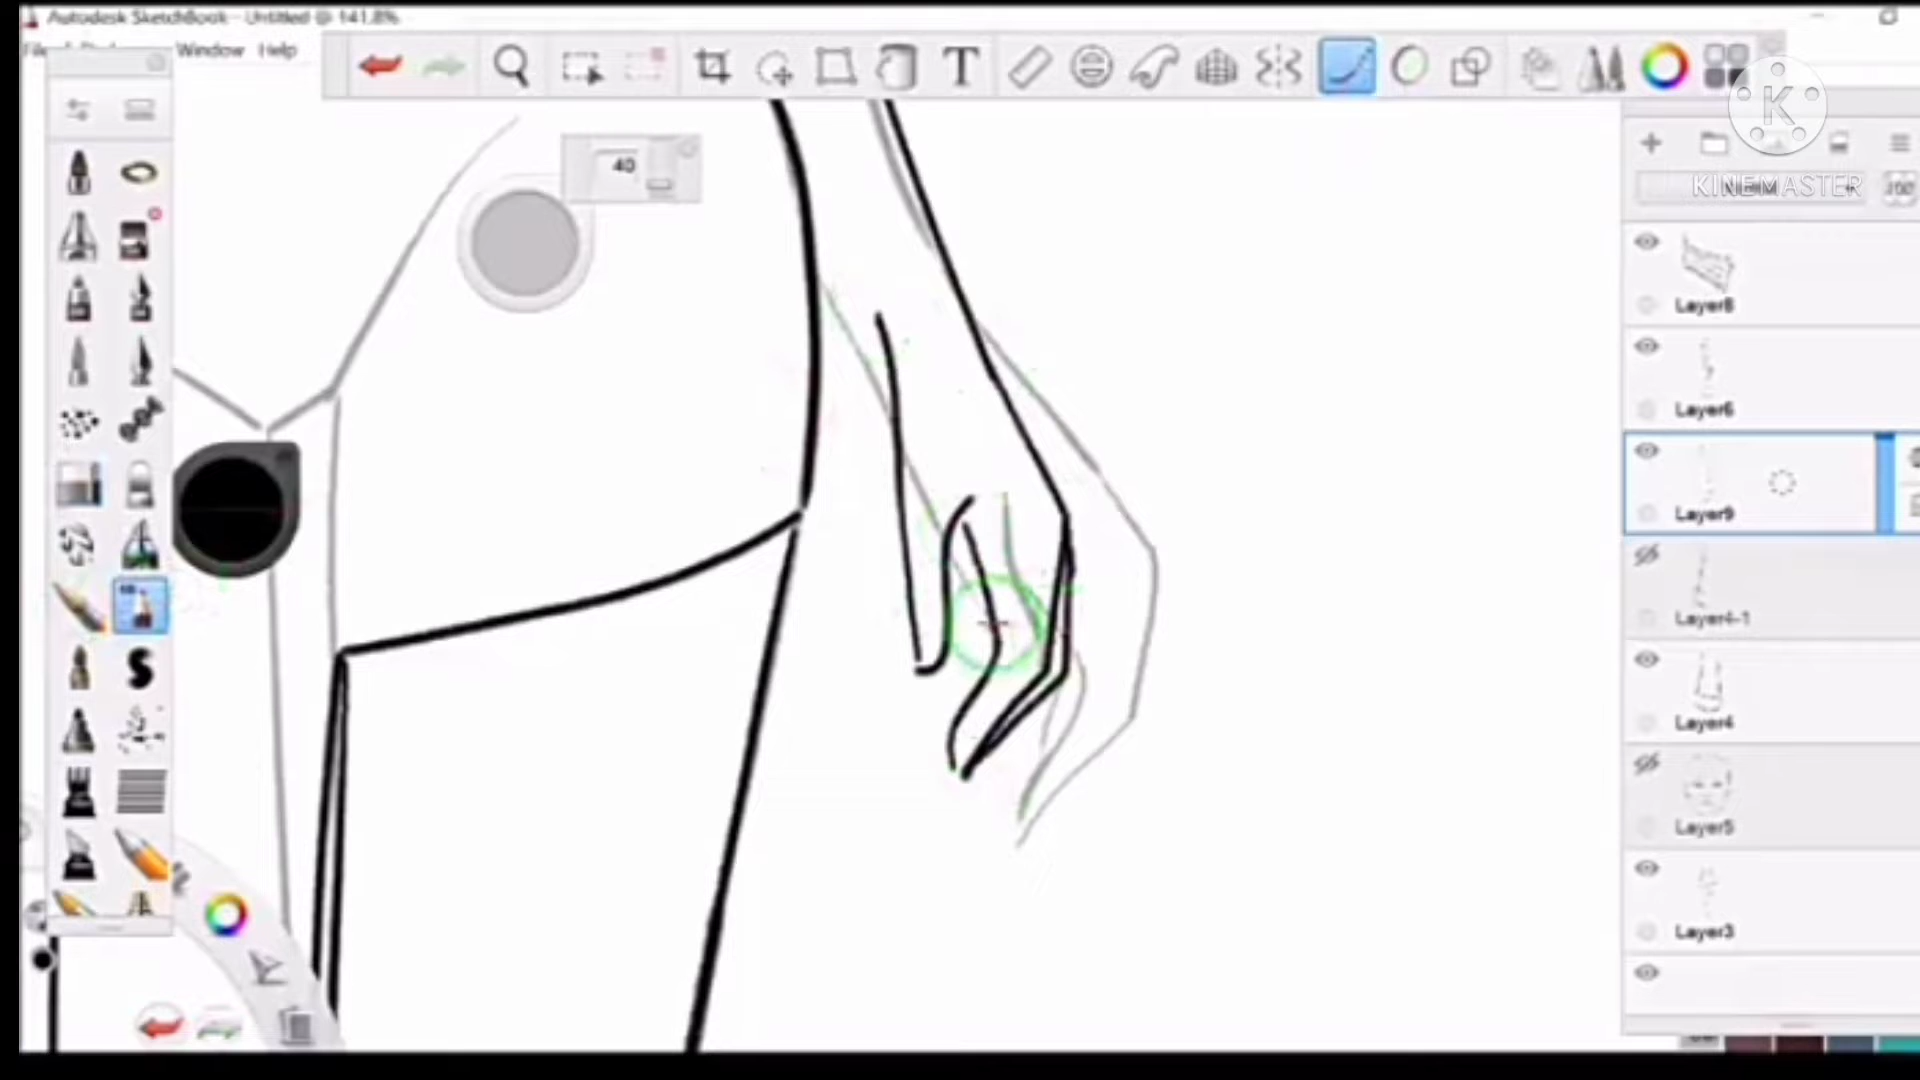 Autodesk SketchBook - Untitled @ 141.8%
Window Help
T
40
K
KINEMASTER
Layer8
Layer6
Layer9
Layer4-1
Layer4
Layer5
Layer3